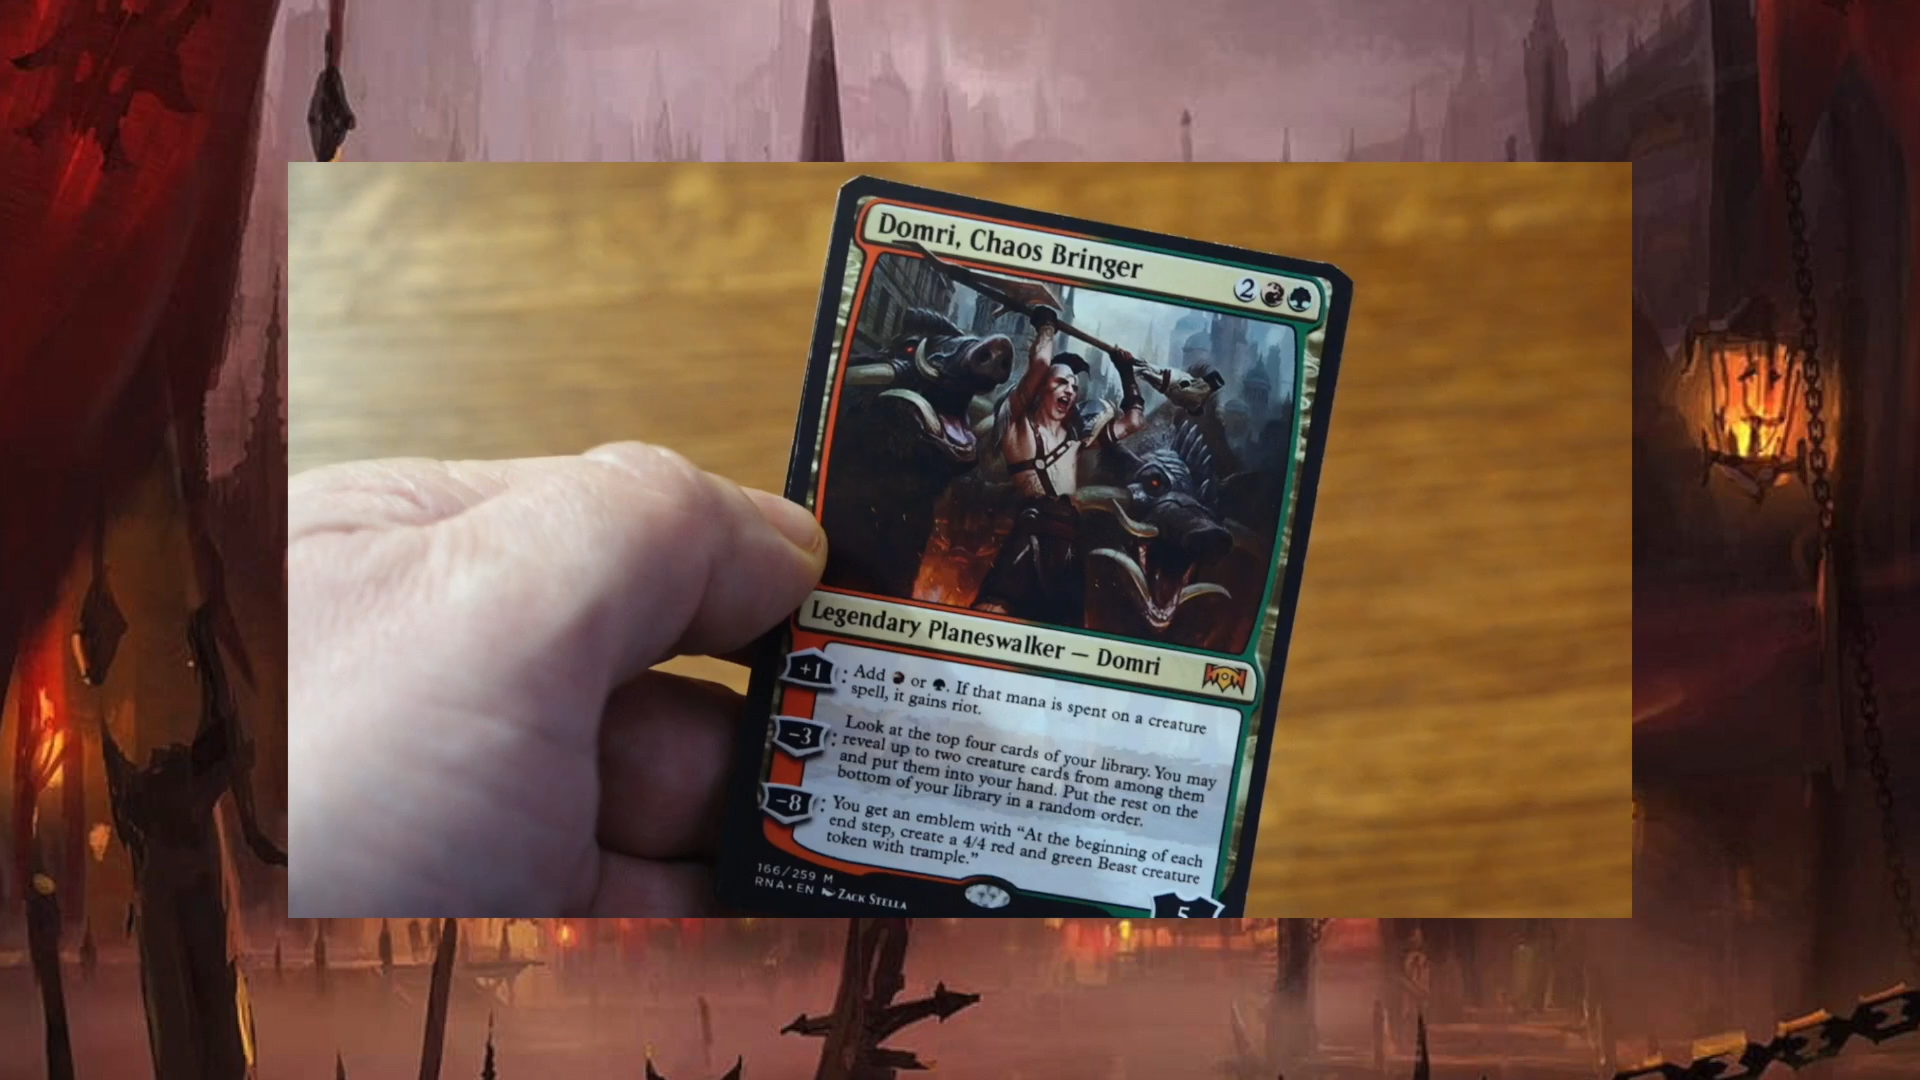 Domri, Chaos Bringer
2
Legendary Planeswalker — Domri
+1 : Add or . If that mana is spent on a creature
spell, it gains riot.
Look at the top four cards of your library. You may
-3 : reveal up to two creature cards from among them
and put them into your hand. Put the rest on the
bottom of your library in a random order.
-8 : You get an emblem with “At the beginning of each
end step, create a 4/4 red and green Beast creature
token with trample.”
166/259 M
RNA • EN ZACK STELLA
5